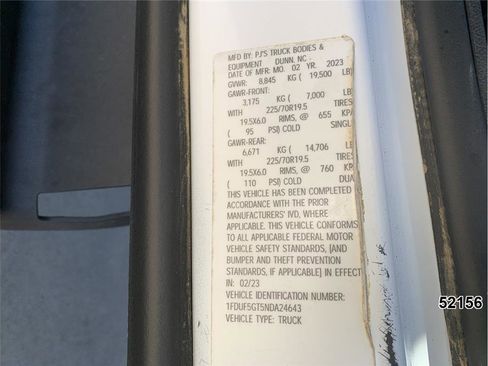 MFD BY: PJ'S TRUCK BODIES &
EQUIPMENT DUNN, NC
DATE OF MFR: MO. 02 YR. 2023
GVWR: 8,845 KG ( 19,500 LB)
GAWR-FRONT:
3,175 KG ( 7,000 LB
WITH 225/70R19.5 TIRES
19.5X6.0 RIMS, @ 655 KPA
( 95 PSI) COLD SINGL
GAWR-REAR:
6,671 KG ( 14,706 LB
WITH 225/70R19.5 TIRE
19.5X6.0 RIMS, @ 760 KP
( 110 PSI) COLD DUA
THIS VEHICLE HAS BEEN COMPLETED
ACCORDANCE WITH THE PRIOR
MANUFACTURERS' IVD, WHERE
APPLICABLE. THIS VEHICLE CONFORMS
TO ALL APPLICABLE FEDERAL MOTOR
VEHICLE SAFETY STANDARDS, (AND
BUMPER AND THEFT PREVENTION
STANDARDS, IF APPLICABLE) IN EFFECT
IN: 02/23
VEHICLE IDENTIFICATION NUMBER:
1FDUF5GT5NDA24643
VEHICLE TYPE: TRUCK
52156